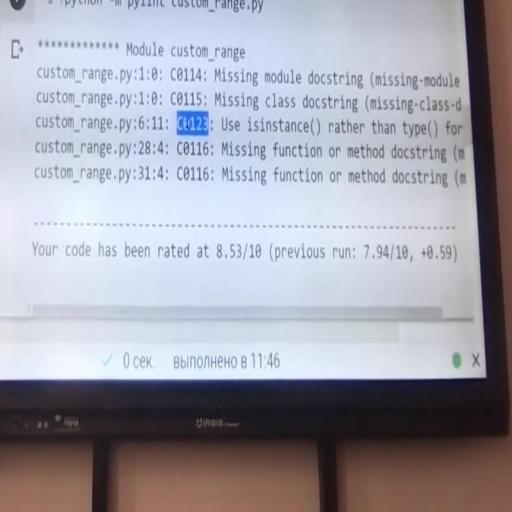 python -m pylint custom_range.py
************* Module custom_range
custom_range.py:1:0: C0114: Missing module docstring (missing-module
custom_range.py:1:0: C0115: Missing class docstring (missing-class-d
custom_range.py:6:11: C0123: Use isinstance() rather than type() for
custom_range.py:28:4: C0116: Missing function or method docstring (m
custom_range.py:31:4: C0116: Missing function or method docstring (m
------------------------------------------------------------------
Your code has been rated at 8.53/10 (previous run: 7.94/10, +0.59)
0 сек. выполнено в 11:46
IRBIS